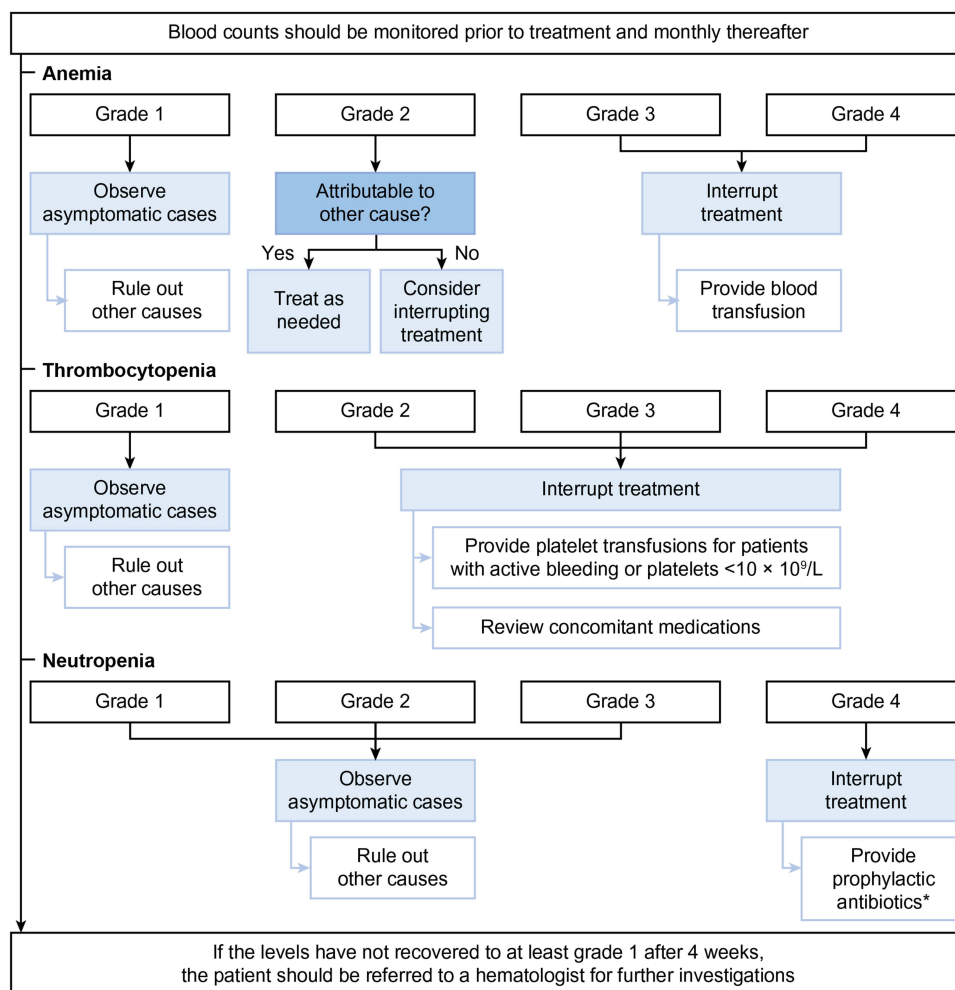 Blood counts should be monitored prior to treatment and monthly thereafter
Anemia
Grade 1
Grade 2
Grade 3
Grade 4
Observe
asymptomatic cases
Attributable to
other cause?
Interrupt
treatment
Yes
No
Rule out
other causes
Treat as
needed
Consider
interrupting
treatment
Provide blood
transfusion
Thrombocytopenia
Grade 1
Grade 2
Grade 3
Grade 4
Observe
asymptomatic cases
Interrupt treatment
Rule out
other causes
Provide platelet transfusions for patients
with active bleeding or platelets <10 × 10⁹/L
Review concomitant medications
Neutropenia
Grade 1
Grade 2
Grade 3
Grade 4
Observe
asymptomatic cases
Interrupt
treatment
Rule out
other causes
Provide
prophylactic
antibiotics*
If the levels have not recovered to at least grade 1 after 4 weeks,
the patient should be referred to a hematologist for further investigations